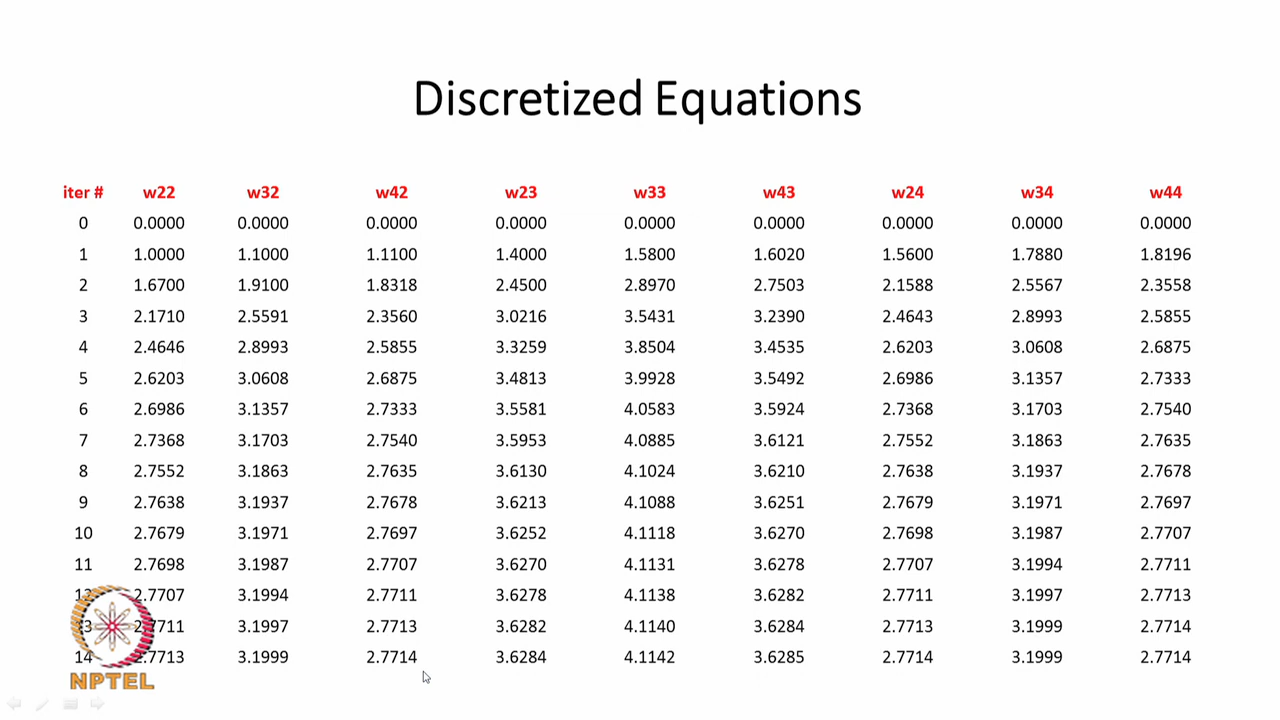 Discretized Equations
iter # w22 w32 w42 w23 w33 w43 w24 w34 w44
0 0.0000 0.0000 0.0000 0.0000 0.0000 0.0000 0.0000 0.0000 0.0000
1 1.0000 1.1000 1.1100 1.4000 1.5800 1.6020 1.5600 1.7880 1.8196
2 1.6700 1.9100 1.8318 2.4500 2.8970 2.7503 2.1588 2.5567 2.3558
3 2.1710 2.5591 2.3560 3.0216 3.5431 3.2390 2.4643 2.8993 2.5855
4 2.4646 2.8993 2.5855 3.3259 3.8504 3.4535 2.6203 3.0608 2.6875
5 2.6203 3.0608 2.6875 3.4813 3.9928 3.5492 2.6986 3.1357 2.7333
6 2.6986 3.1357 2.7333 3.5581 4.0583 3.5924 2.7368 3.1703 2.7540
7 2.7368 3.1703 2.7540 3.5953 4.0885 3.6121 2.7552 3.1863 2.7635
8 2.7552 3.1863 2.7635 3.6130 4.1024 3.6210 2.7638 3.1937 2.7678
9 2.7638 3.1937 2.7678 3.6213 4.1088 3.6251 2.7679 3.1971 2.7697
10 2.7679 3.1971 2.7697 3.6252 4.1118 3.6270 2.7698 3.1987 2.7707
11 2.7698 3.1987 2.7707 3.6270 4.1131 3.6278 2.7707 3.1994 2.7711
12 2.7707 3.1994 2.7711 3.6278 4.1138 3.6282 2.7711 3.1997 2.7713
13 2.7711 3.1997 2.7713 3.6282 4.1140 3.6284 2.7713 3.1999 2.7714
14 2.7713 3.1999 2.7714 3.6284 4.1142 3.6285 2.7714 3.1999 2.7714
NPTEL